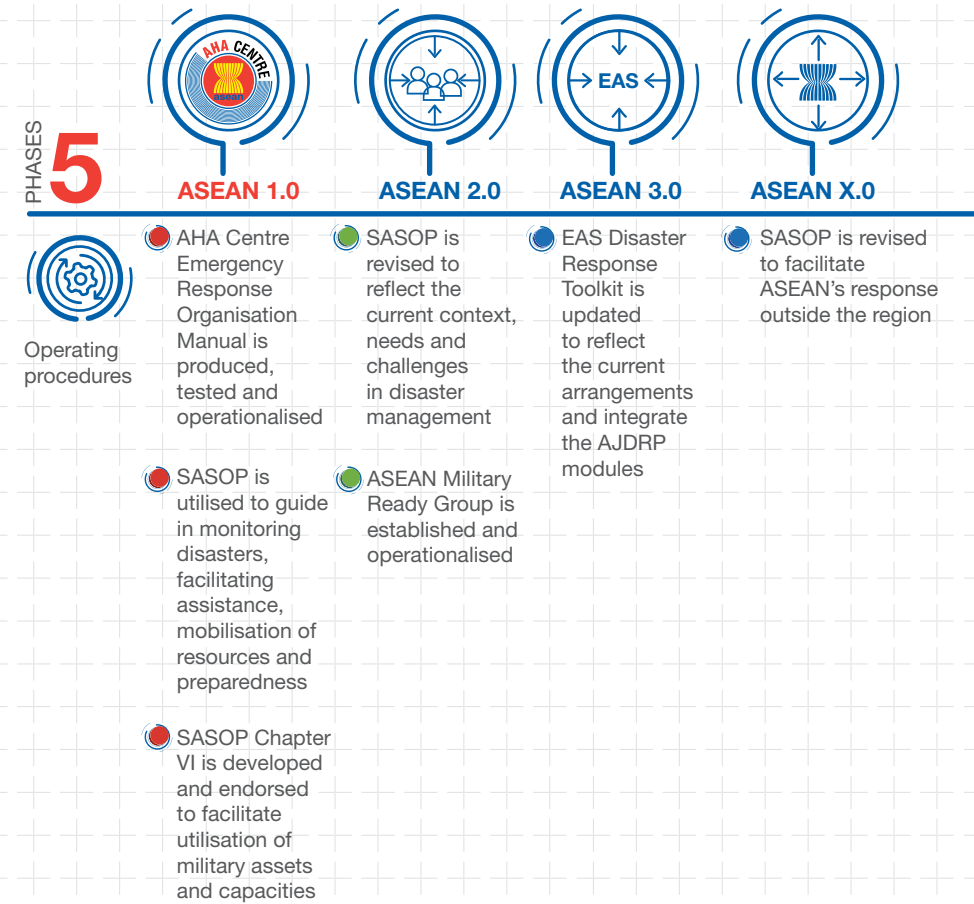 AHA CENTRE
asean
EAS
PHASES
5
ASEAN 1.0
ASEAN 2.0
ASEAN 3.0
ASEAN X.0
Operating
procedures
AHA Centre
Emergency
Response
Organisation
Manual is
produced,
tested and
operationalised
SASOP is
utilised to guide
in monitoring
disasters,
facilitating
assistance,
mobilisation of
resources and
preparedness
SASOP Chapter
VI is developed
and endorsed
to facilitate
utilisation of
military assets
and capacities
SASOP is
revised to
reflect the
current context,
needs and
challenges
in disaster
management
ASEAN Military
Ready Group is
established and
operationalised
EAS Disaster
Response
Toolkit is
updated
to reflect
the current
arrangements
and integrate
the AJDRP
modules
SASOP is revised
to facilitate
ASEAN's response
outside the region